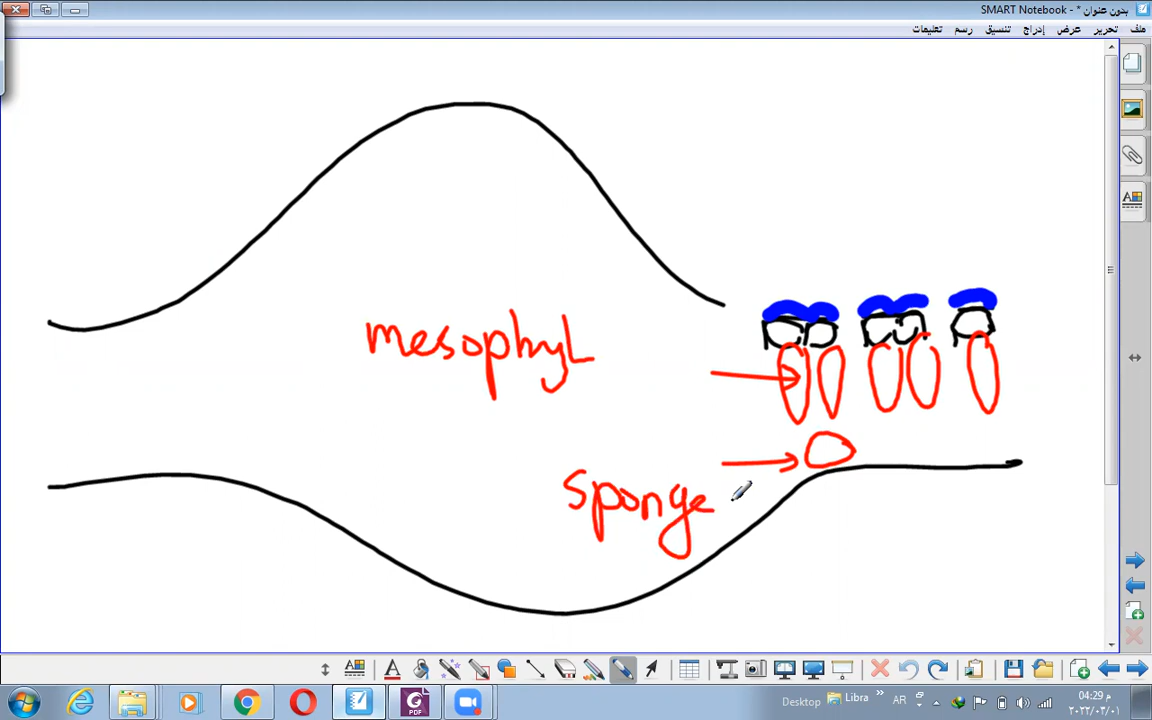 بدون عنوان * - SMART Notebook
ملف تحرير عرض إدراج تنسيق رسم تعليمات
mesophyl
sponge
Desktop
Libra
AR
04:29 م
٢٠٢٢/٠٣/٠١
PDF